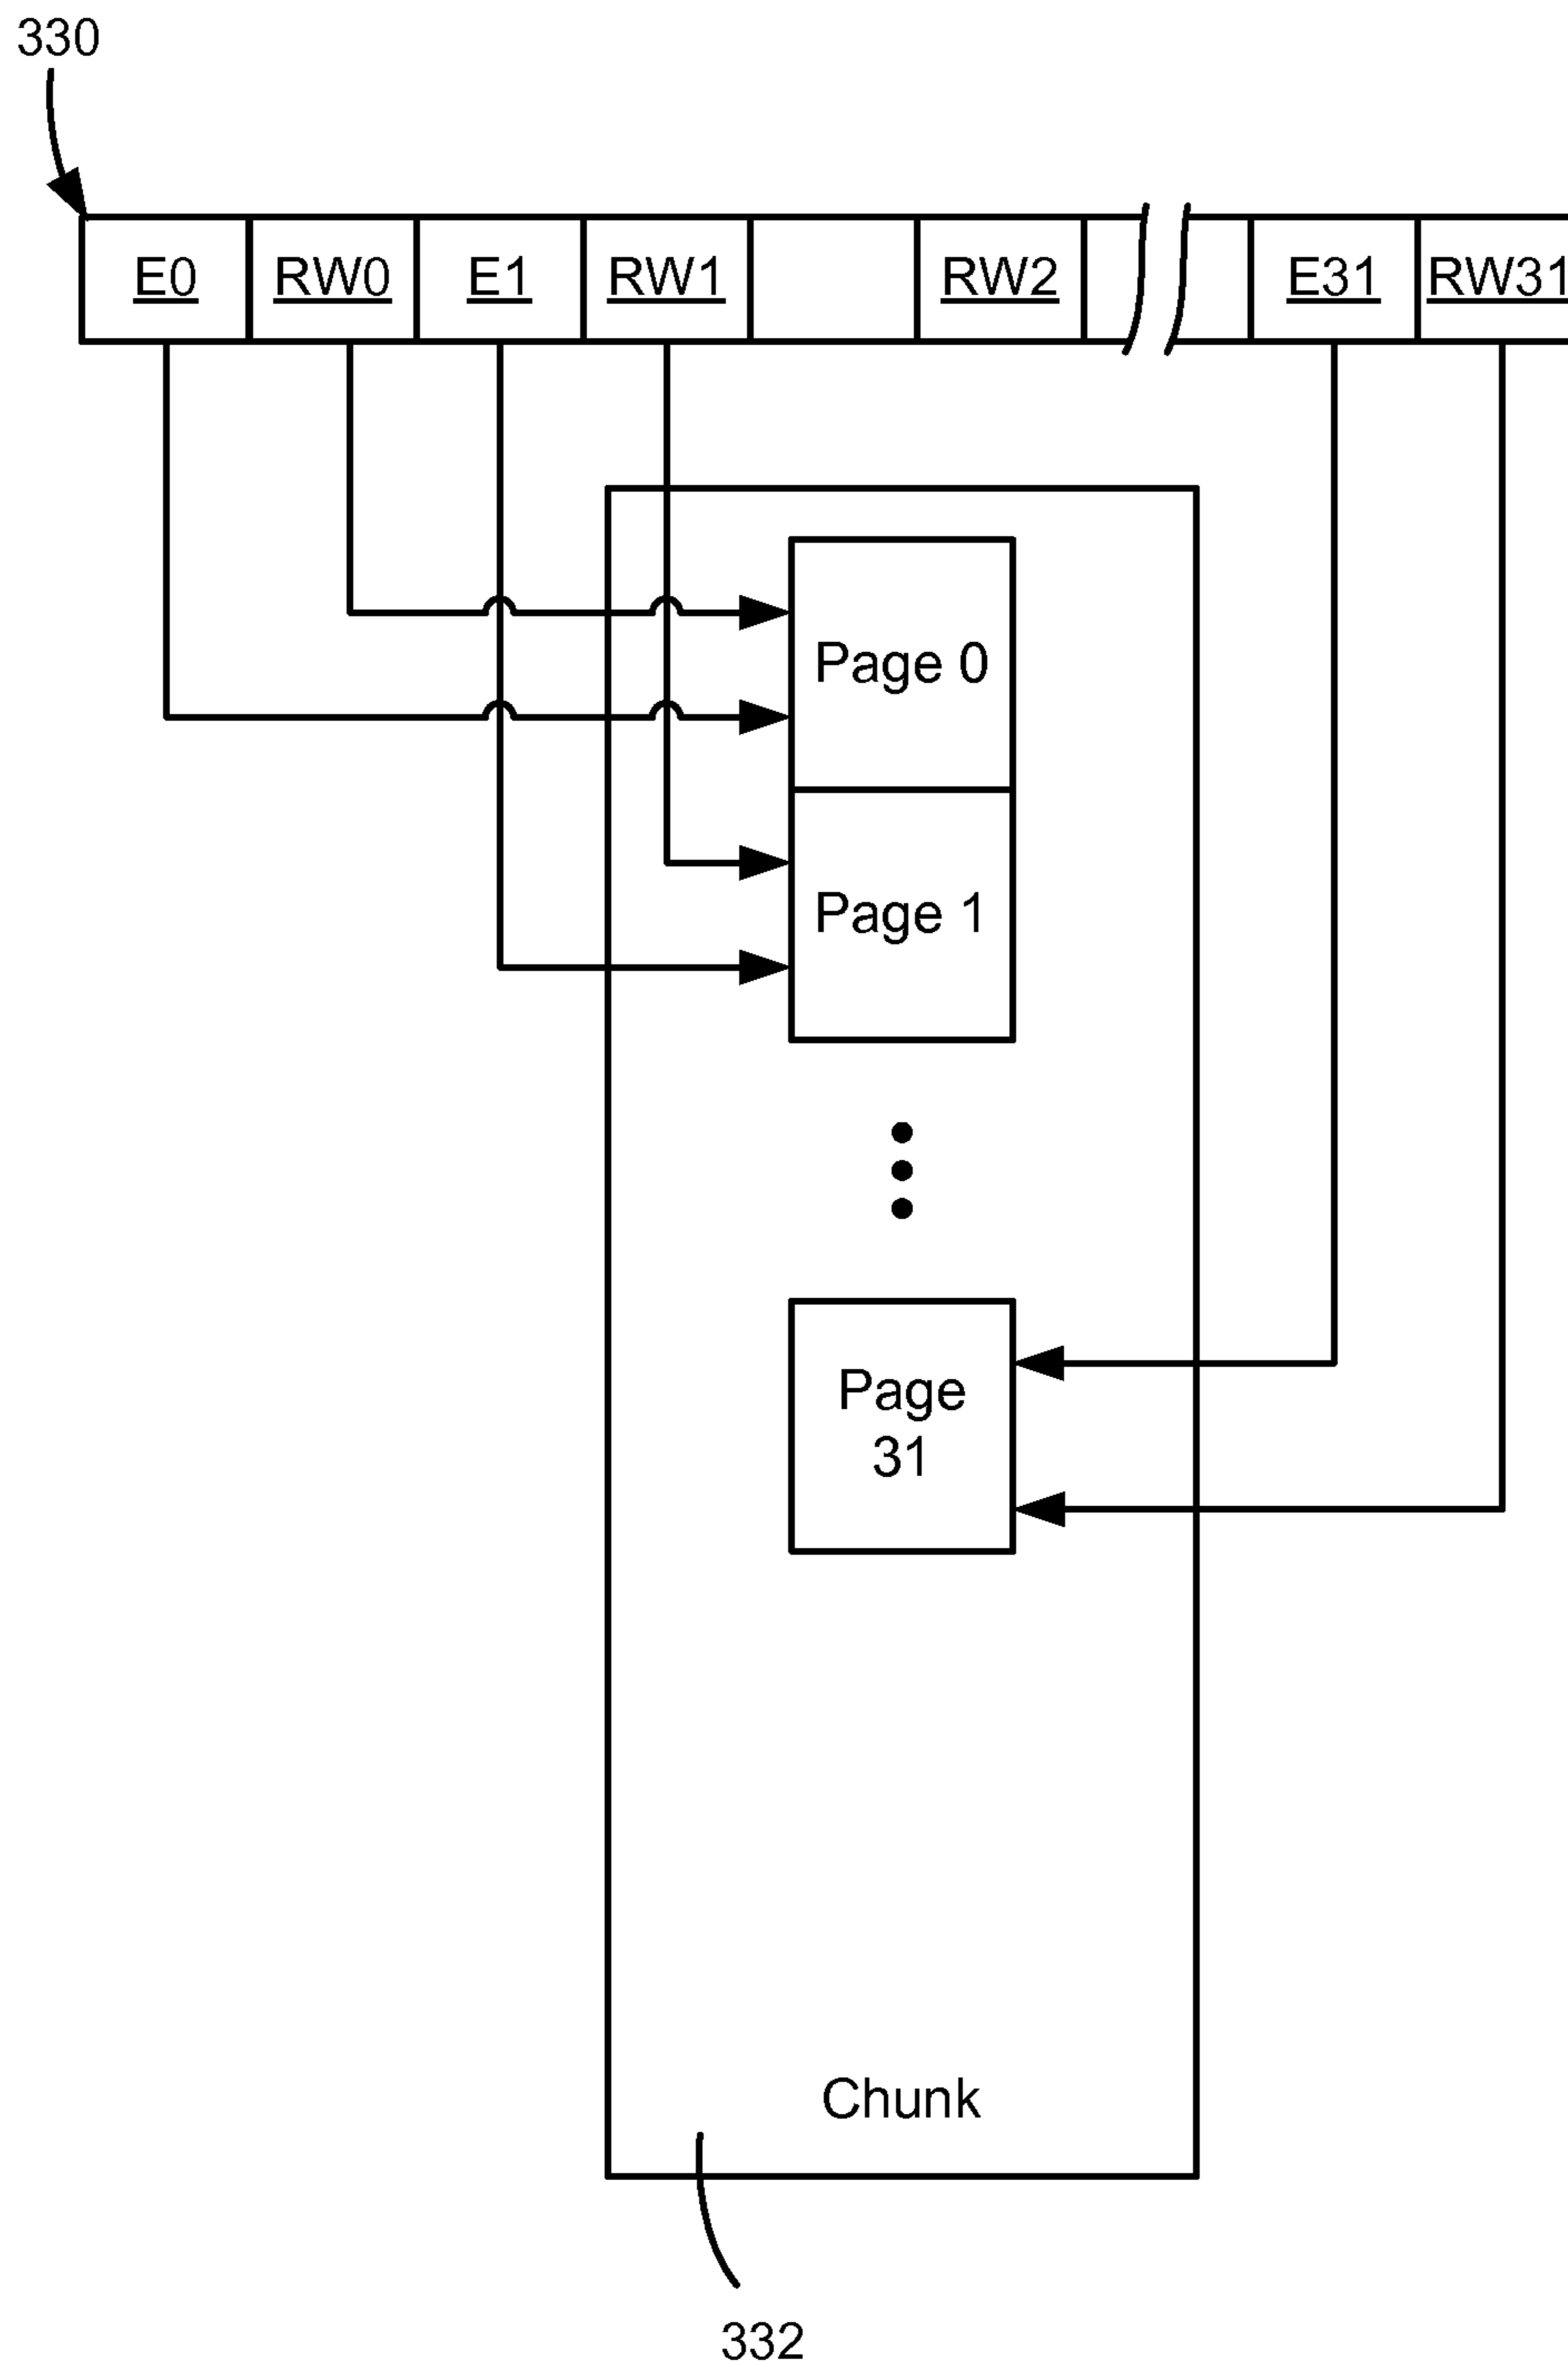 330
E0 RW0 E1 RW1 RW2 E31 RW31
Page 0
Page 1
Page
31
Chunk
332